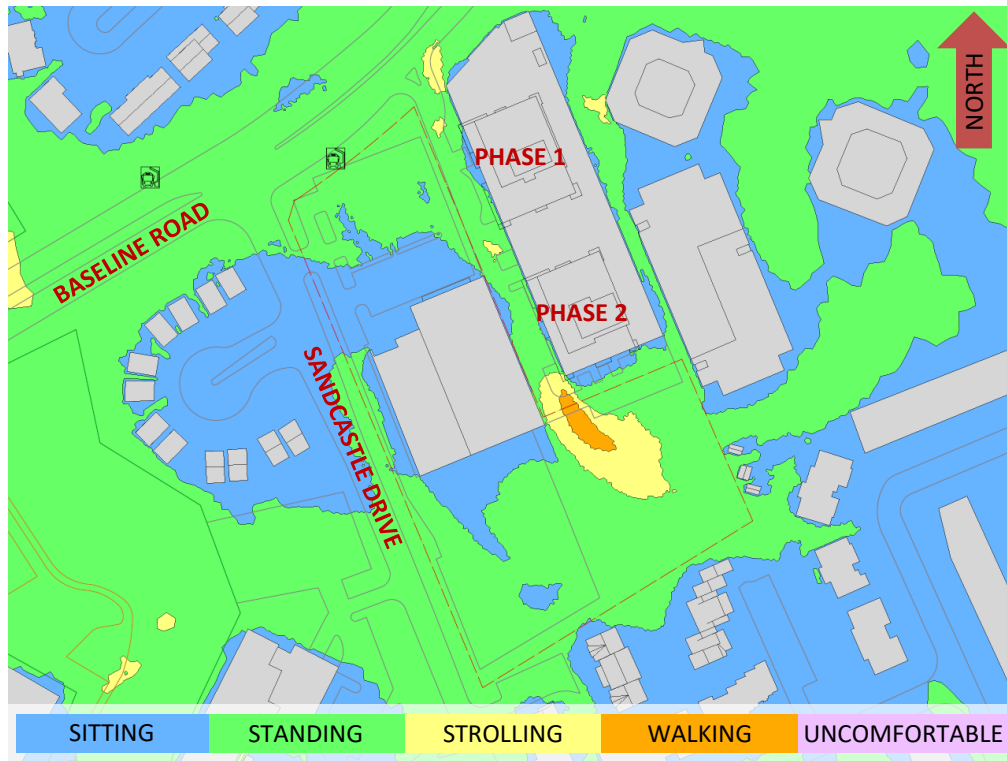 NORTH
PHASE 1
BASELINE ROAD
PHASE 2
SANDCASTLE DRIVE
SITTING
STANDING
STROLLING
WALKING
UNCOMFORTABLE